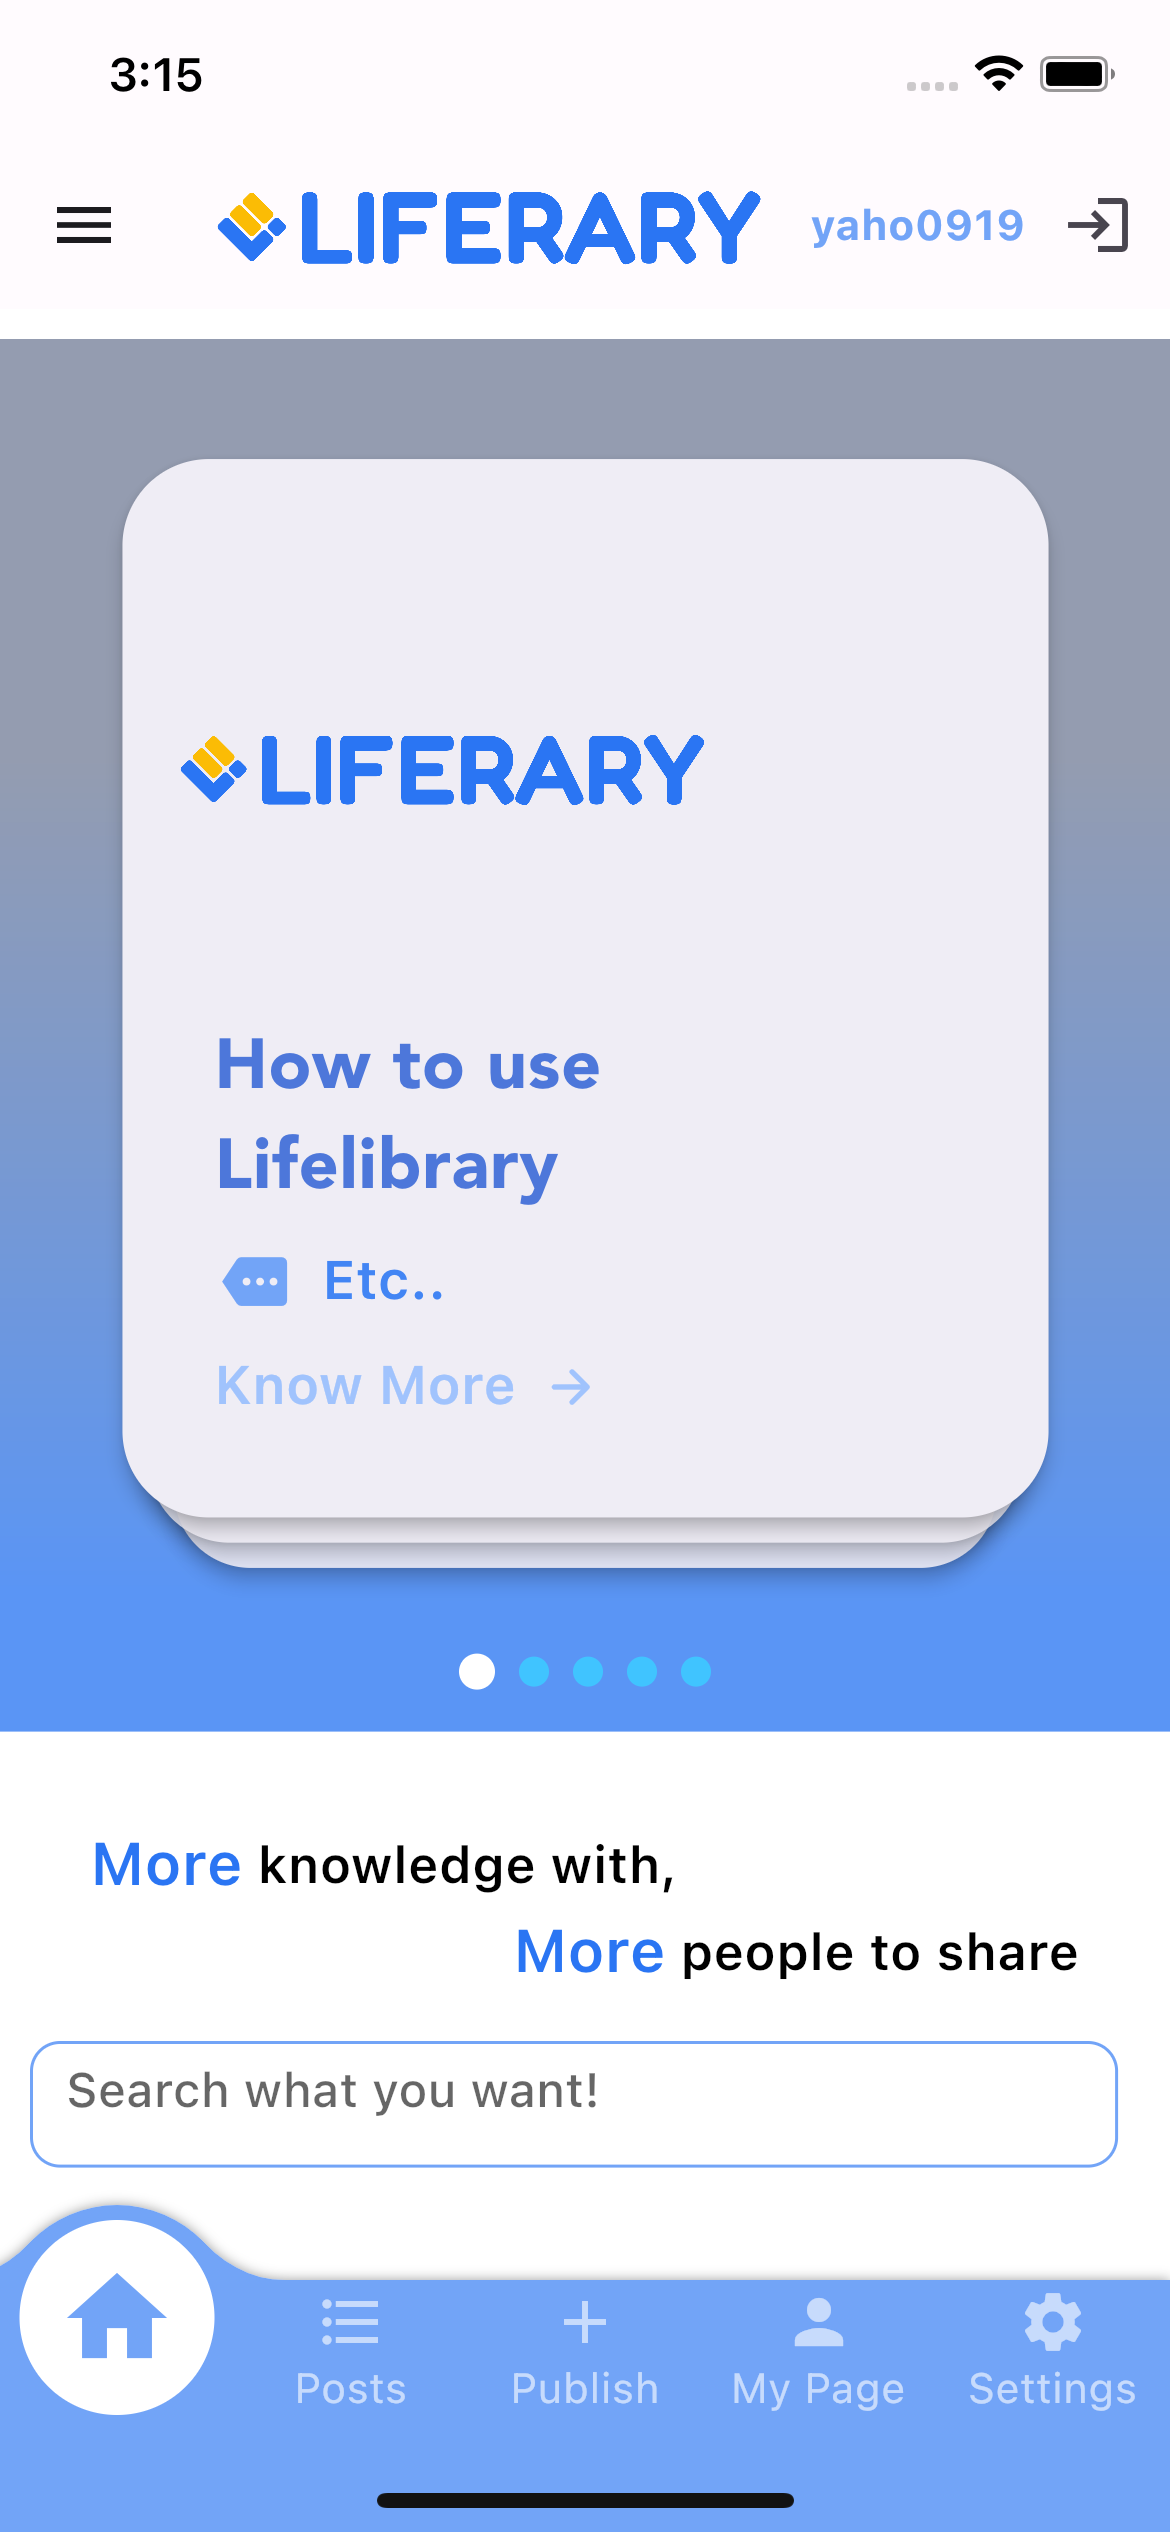 3:15
LIFERARY
yaho0919
LIFERARY
How to use
Lifelibrary
Etc..
Know More
More knowledge with,
More people to share
Search what you want!
Posts
Publish
My Page
Settings